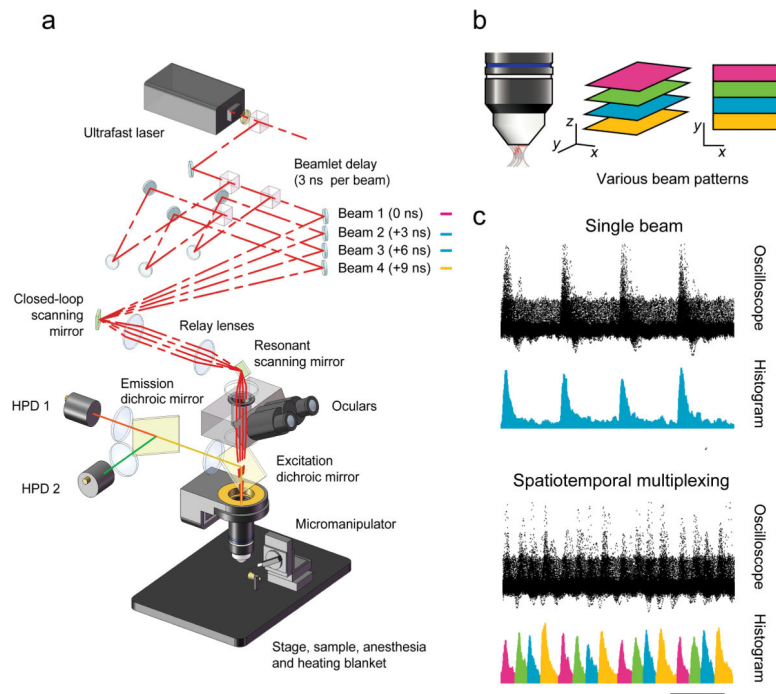 a
Ultrafast laser
Beamlet delay
(3 ns per beam)
Beam 1 (0 ns)
Beam 2 (+3 ns)
Beam 3 (+6 ns)
Beam 4 (+9 ns)
Closed-loop
scanning
mirror
Relay lenses
Resonant
scanning mirror
Emission
dichroic mirror
HPD 1
Oculars
HPD 2
Excitation
dichroic mirror
Micromanipulator
Stage, sample, anesthesia
and heating blanket
b
z
y
x
y
x
Various beam patterns
c
Single beam
Oscilloscope
Histogram
Spatiotemporal multiplexing
Oscilloscope
Histogram